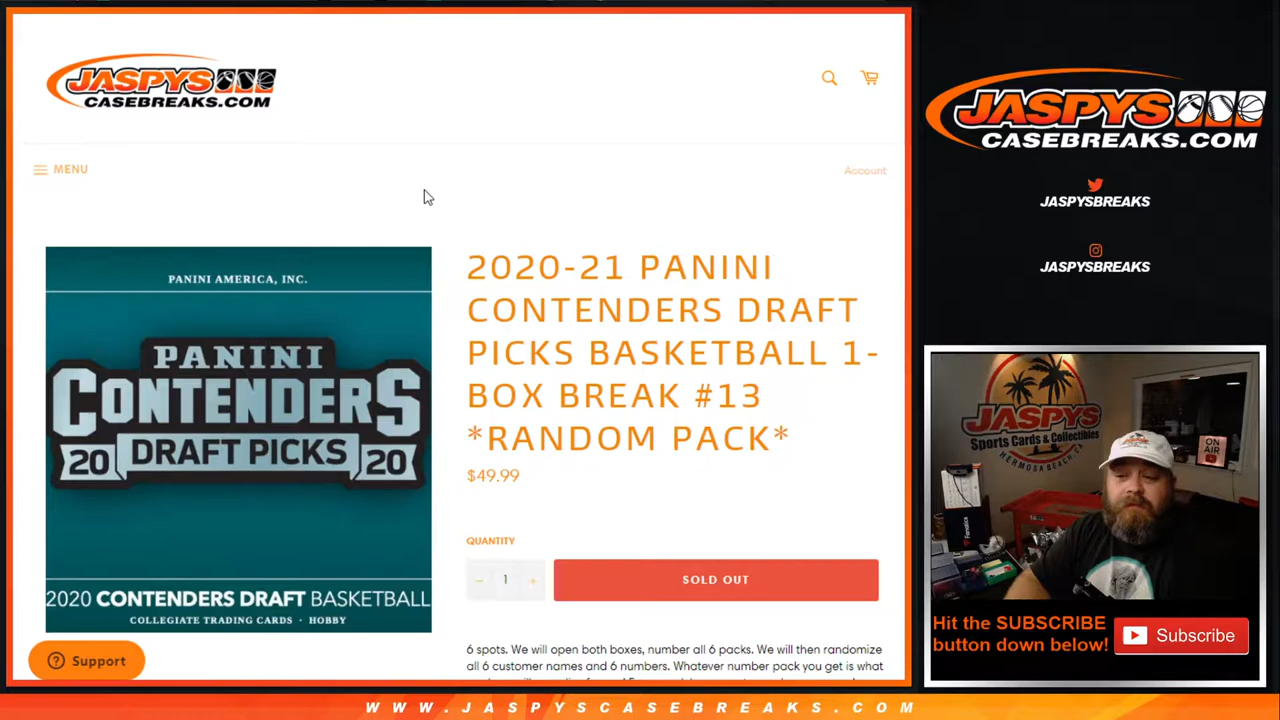 JASPYS
CASEBREAKS.COM
MENU
Account
PANINI AMERICA, INC.
PANINI
CONTENDERS
20 DRAFT PICKS 20
2020 CONTENDERS DRAFT BASKETBALL
COLLEGIATE TRADING CARDS · HOBBY
Support
2020-21 PANINI
CONTENDERS DRAFT
PICKS BASKETBALL 1-
BOX BREAK #13
*RANDOM PACK*
$49.99
QUANTITY
− 1 +
SOLD OUT
6 spots. We will open both boxes, number all 6 packs. We will then randomize
all 6 customer names and 6 numbers. Whatever number pack you get is what
JASPYS
CASEBREAKS.COM
JASPYSBREAKS
JASPYSBREAKS
JASPYS
Sports Cards & Collectibles
HERMOSA BEACH, CA
ON
AIR
Fanatics
Hit the SUBSCRIBE
button down below!
Subscribe
WWW.JASPYSCASEBREAKS.COM